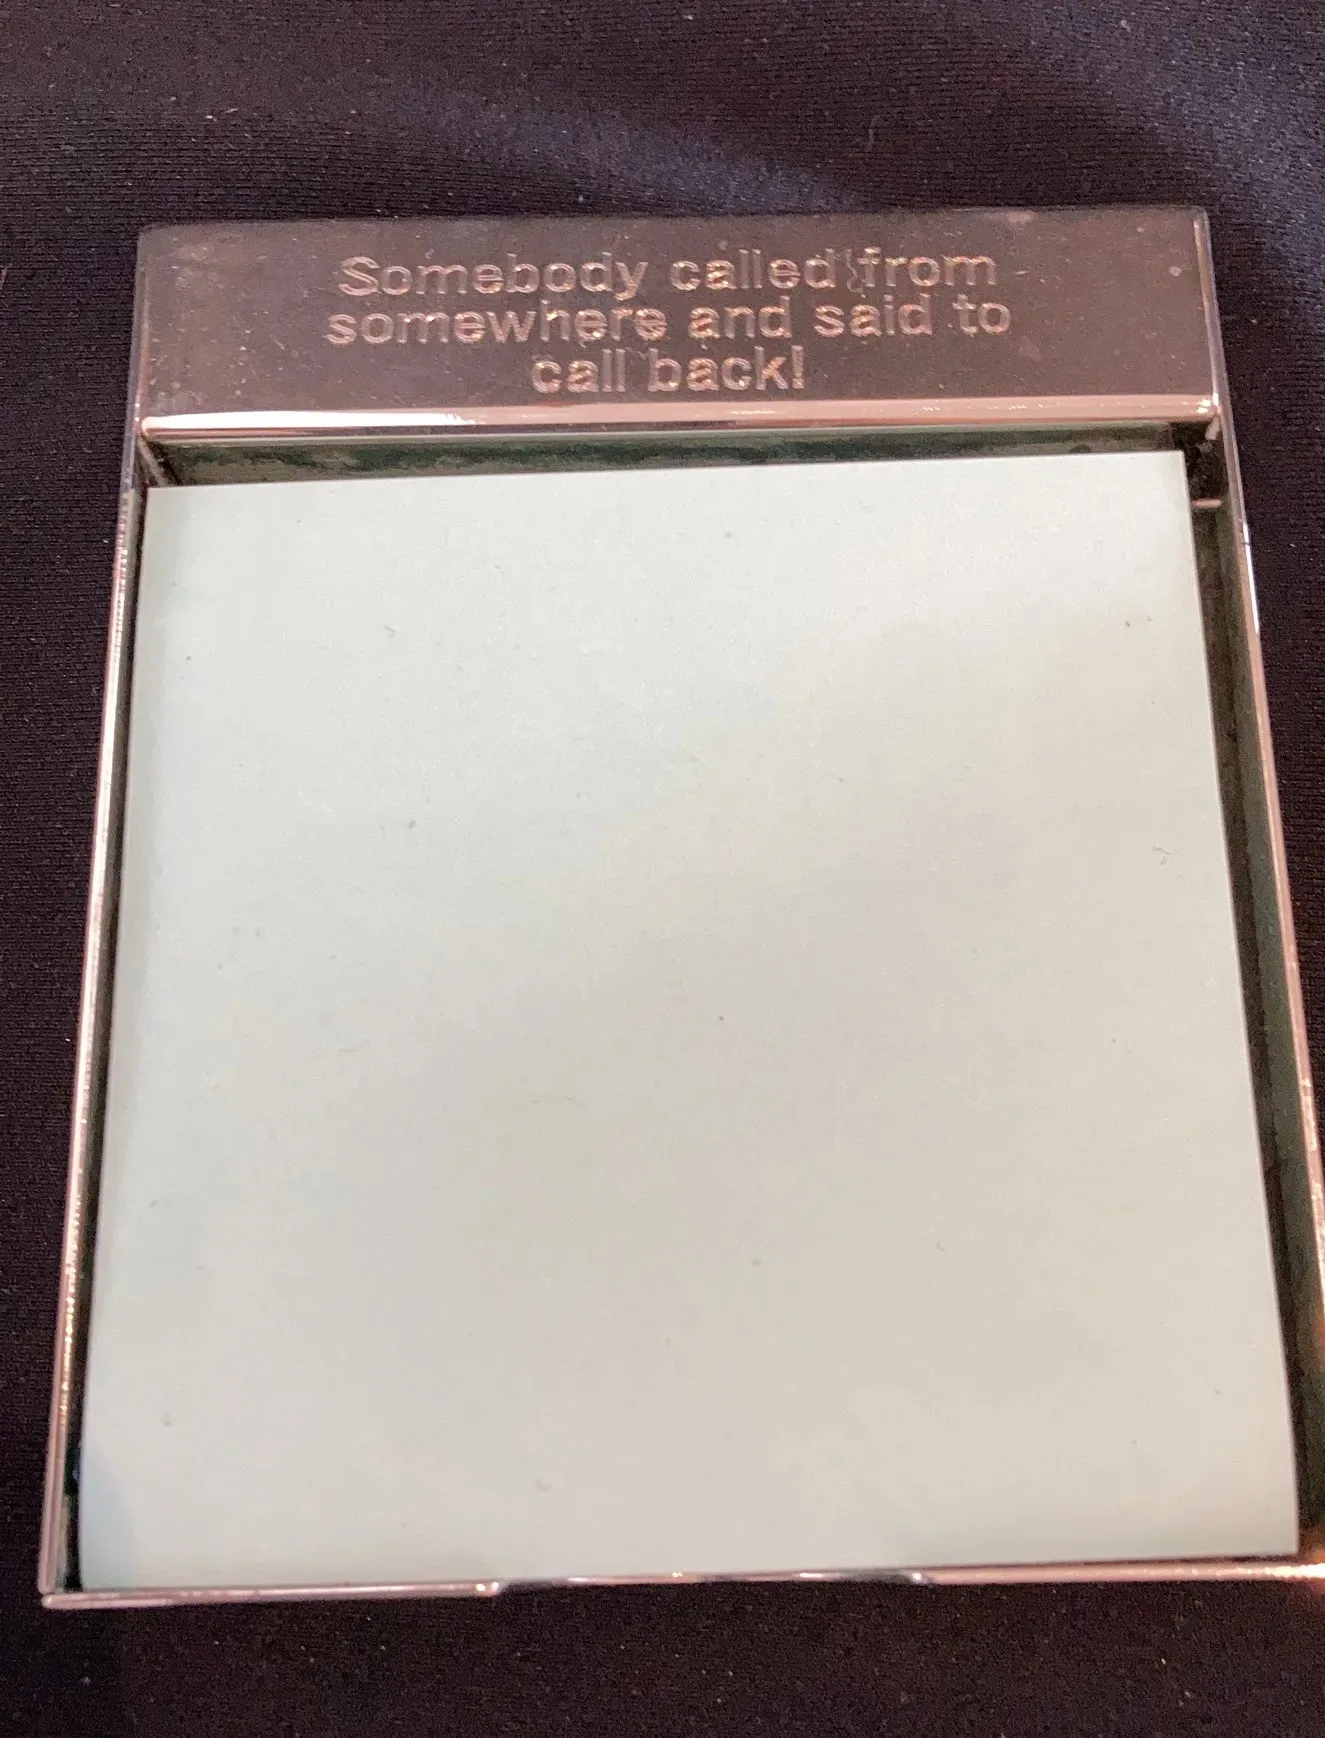 Somebody called from
somewhere and said to
call back!